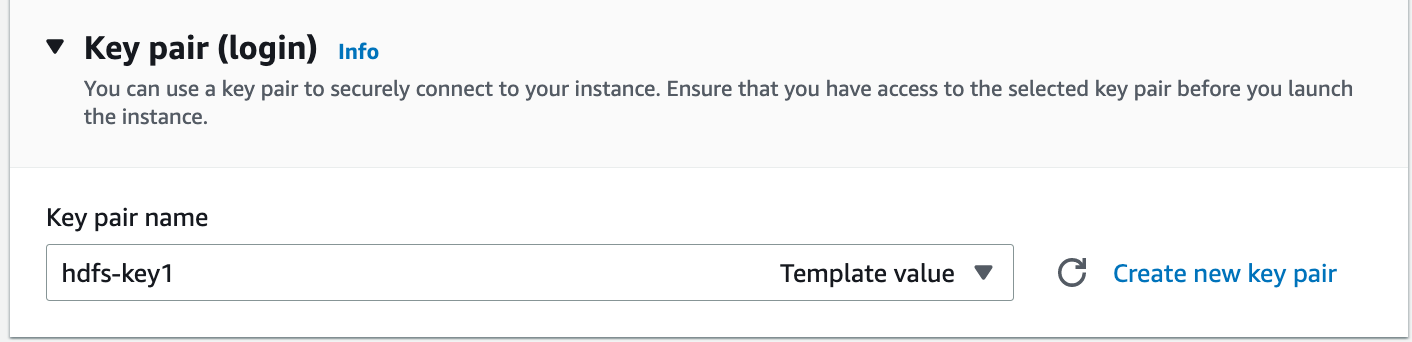 Key pair (login) Info
You can use a key pair to securely connect to your instance. Ensure that you have access to the selected key pair before you launch
the instance.
Key pair name
hdfs-key1 Template value Create new key pair